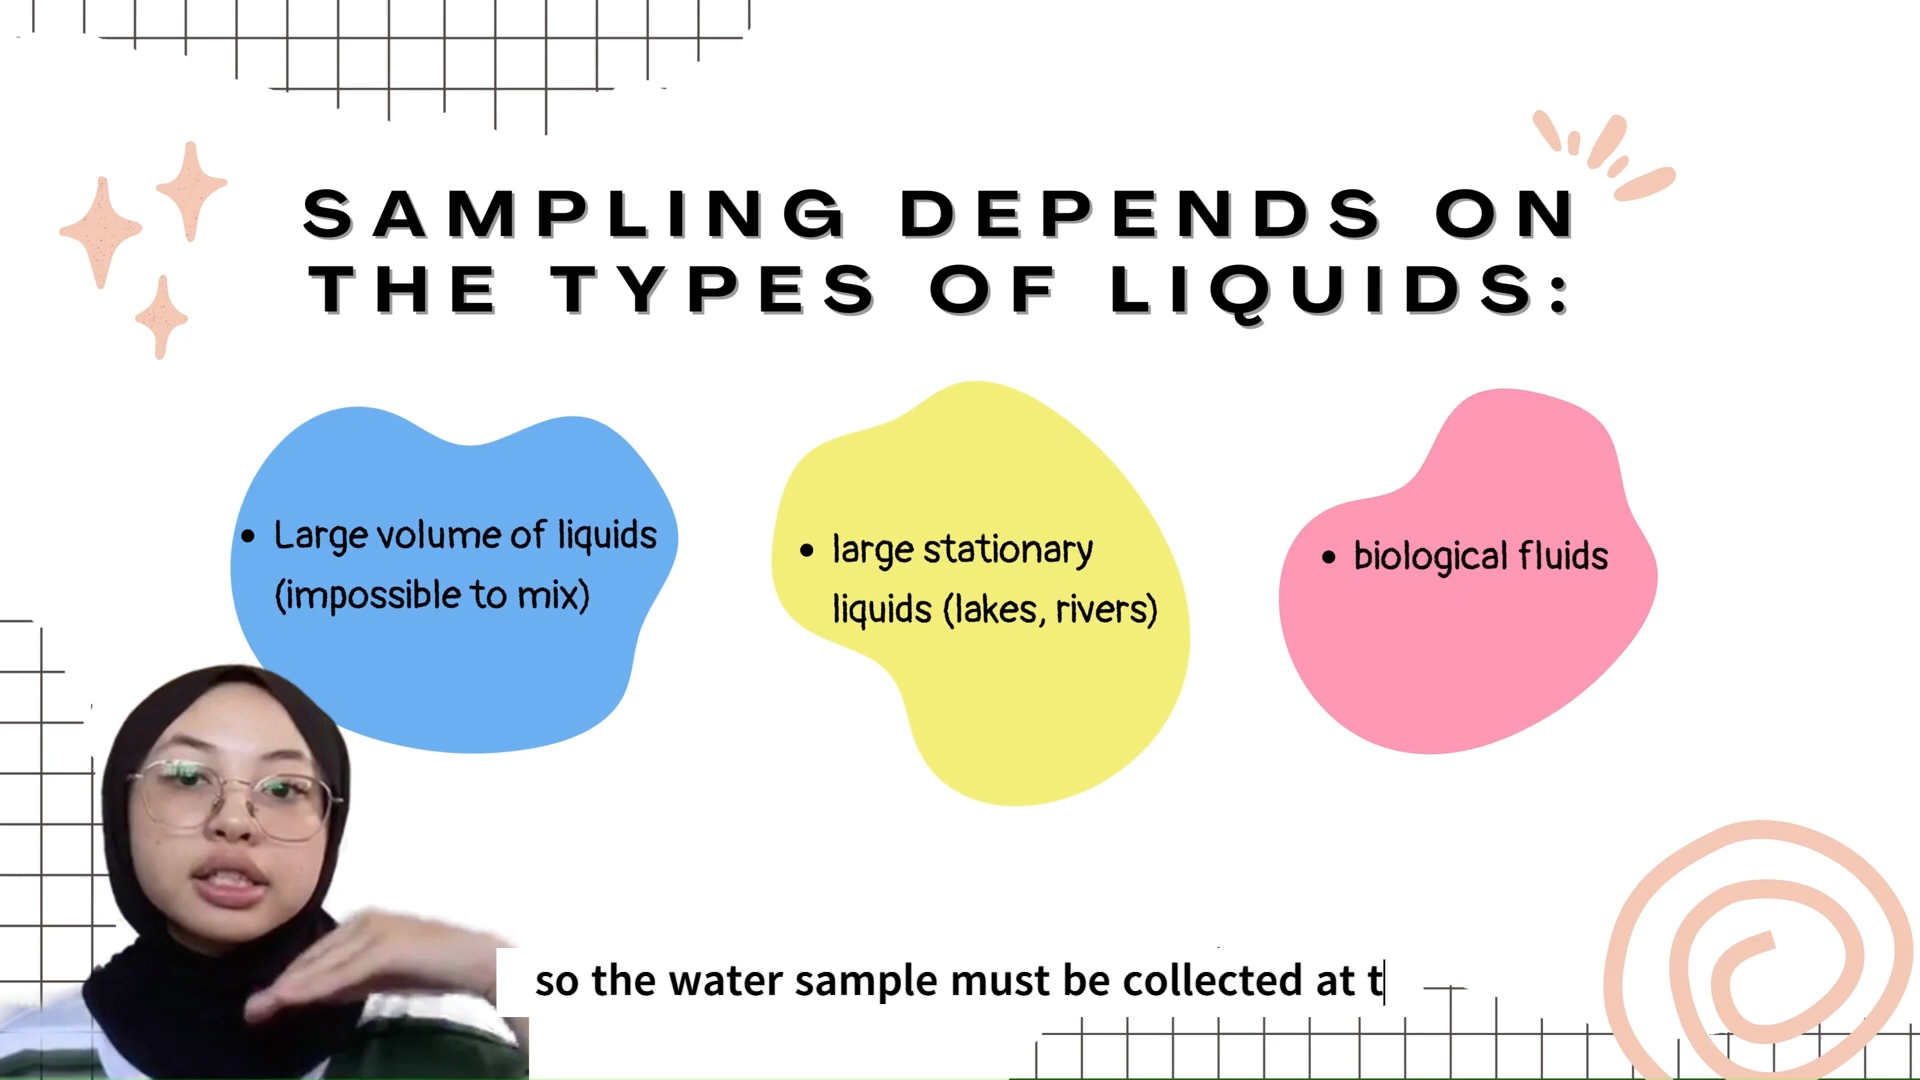 SAMPLING DEPENDS ON
THE TYPES OF LIQUIDS:
• Large volume of liquids
(impossible to mix)
• large stationary
liquids (lakes, rivers)
• biological fluids
so the water sample must be collected at t